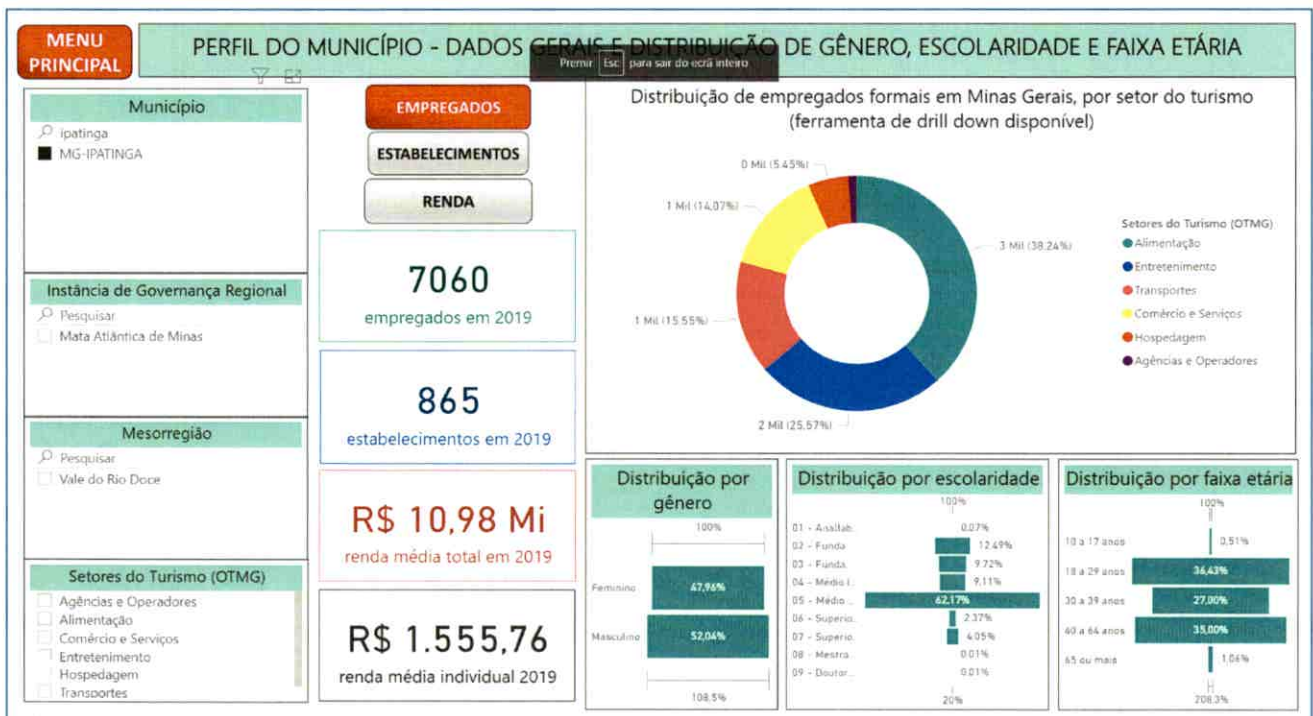 MENU
PRINCIPAL
PERFIL DO MUNICÍPIO - DADOS GERAIS E DISTRIBUIÇÃO DE GÊNERO, ESCOLARIDADE E FAIXA ETÁRIA
Premir Esc para sair do ecrã inteiro
Município
ipatinga
MG-IPATINGA
Instância de Governança Regional
Pesquisar
Mata Atlântica de Minas
Mesorregião
Pesquisar
Vale do Rio Doce
Setores do Turismo (OTMG)
Agências e Operadores
Alimentação
Comércio e Serviços
Entretenimento
Hospedagem
Transportes
EMPREGADOS
ESTABELECIMENTOS
RENDA
7060
empregados em 2019
865
estabelecimentos em 2019
R$ 10,98 Mi
renda média total em 2019
R$ 1.555,76
renda média individual 2019
Distribuição de empregados formais em Minas Gerais, por setor do turismo
(ferramenta de drill down disponível)
0 Mil (5.45%)
1 Mil (14,07%)
1 Mil (15.55%)
2 Mil (25.57%)
3 Mil (38.24%)
Setores do Turismo (OTMG)
Alimentação
Entretenimento
Transportes
Comércio e Serviços
Hospedagem
Agências e Operadores
Distribuição por
gênero
100%
Feminino 47,96%
Masculino 52,04%
108,5%
Distribuição por escolaridade
100%
01 - Analfab... 0.07%
02 - Funda... 12.49%
03 - Funda... 9.72%
04 - Médio I... 9.11%
05 - Médio ... 62,17%
06 - Superio... 2.37%
07 - Superio... 4.05%
08 - Mestra... 0.01%
09 - Doutor... 0.01%
20%
Distribuição por faixa etária
100%
10 a 17 anos 0,51%
18 a 29 anos 36,43%
30 a 39 anos 27,00%
40 a 64 anos 35,00%
65 ou mais 1,06%
208,3%